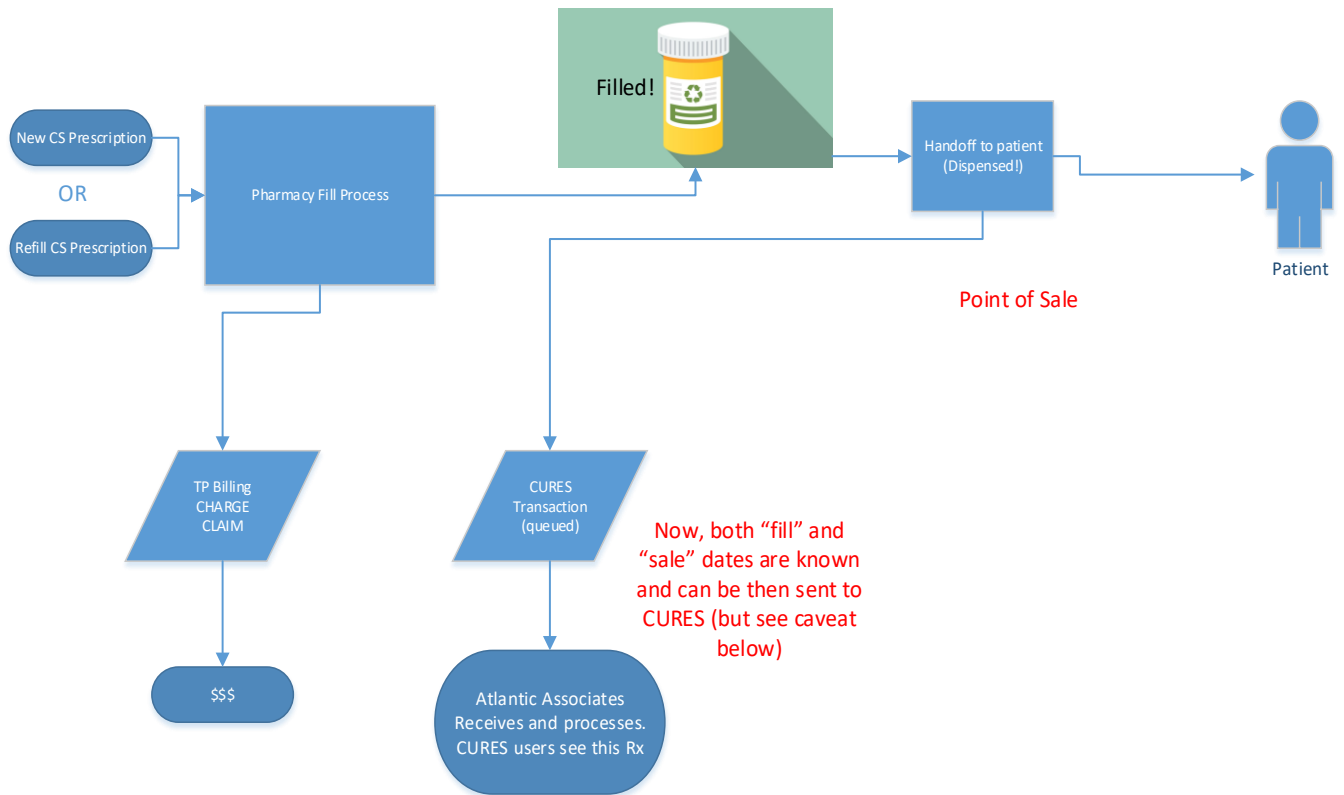 Filled!
New CS Prescription
OR
Refill CS Prescription
Pharmacy Fill Process
Handoff to patient
(Dispensed!)
Patient
Point of Sale
TP Billing
CHARGE
CLAIM
CURES
Transaction
(queued)
Now, both “fill” and
“sale” dates are known
and can be then sent to
CURES (but see caveat
below)
$$$
Atlantic Associates
Receives and processes.
CURES users see this Rx